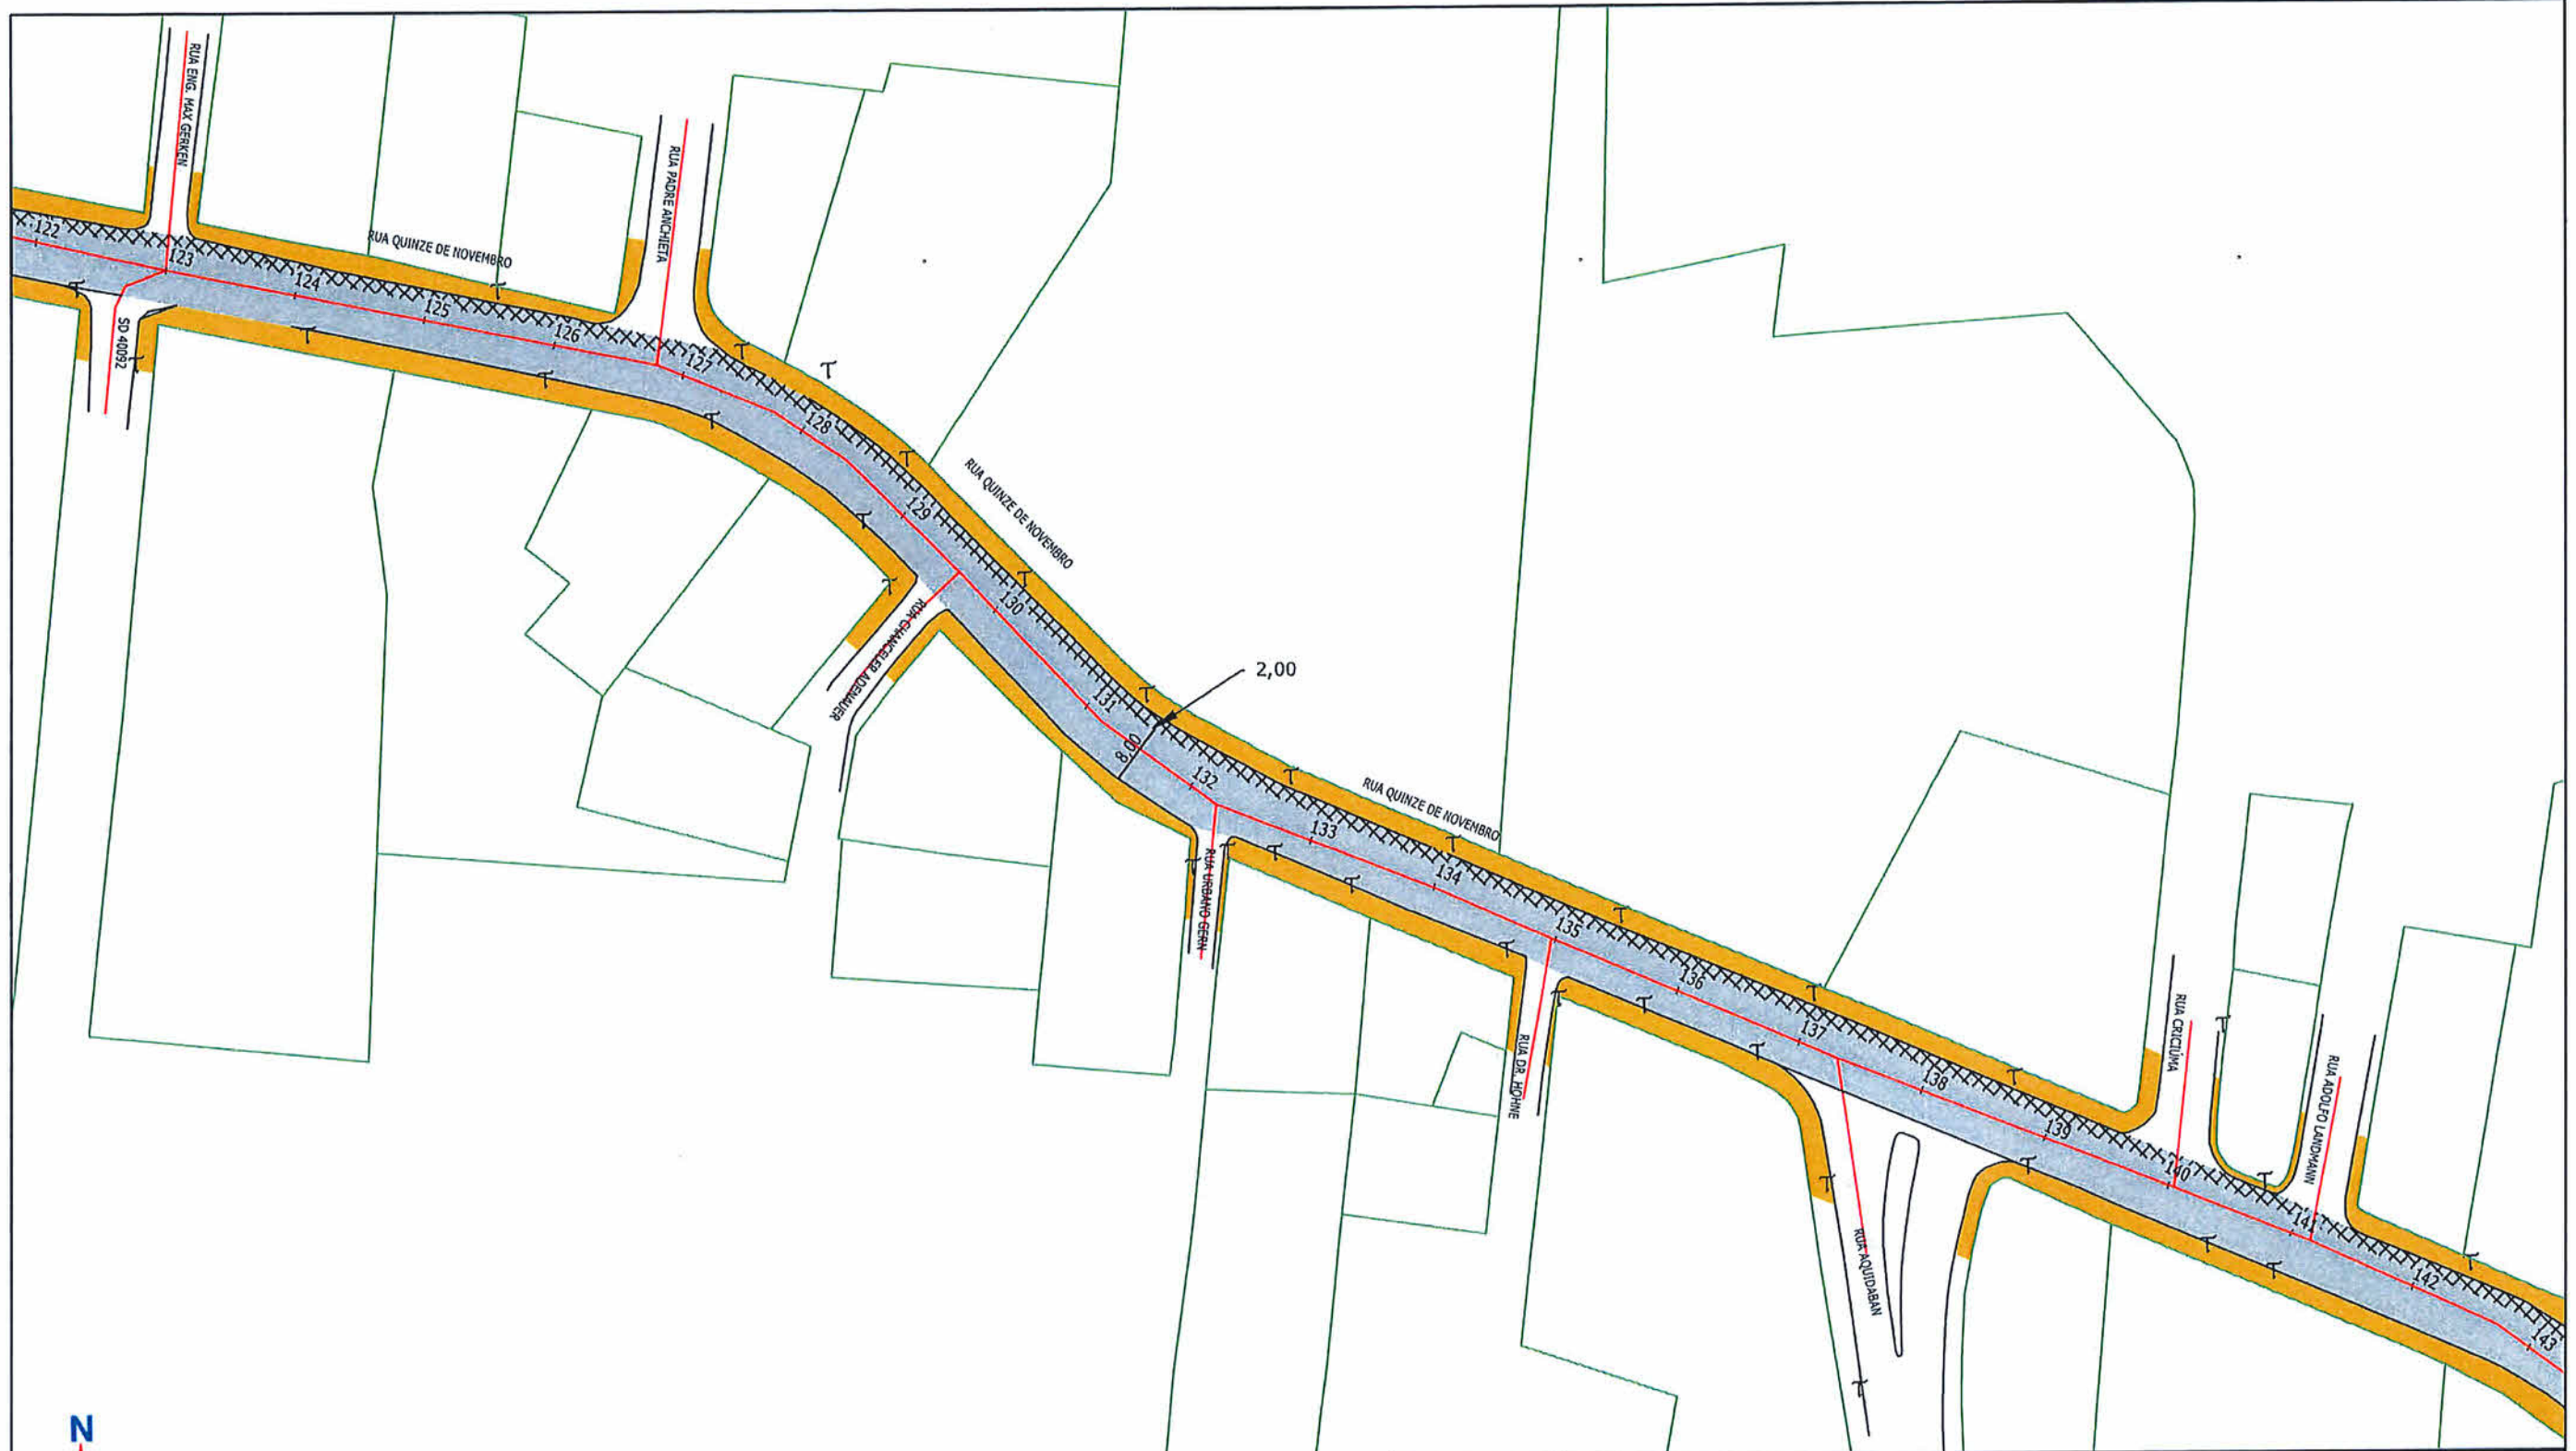 RUA ENG. MAX GERKEN
RUA PADRE ANCHIETA
RUA QUINZE DE NOVEMBRO
122
123
124
125
126
127
128
129
130
131
132
133
134
135
136
137
138
139
140
141
142
143
SD 40092
RUA QUINZE DE NOVEMBRO
RUA CHANCELER ADENAUER
2,00
8,00
RUA QUINZE DE NOVEMBRO
RUA URBANO GERN
RUA DR. HOHNE
RUA CRICIÚMA
RUA ADOLFO LANDMANN
RUA AQUIDABAN
N